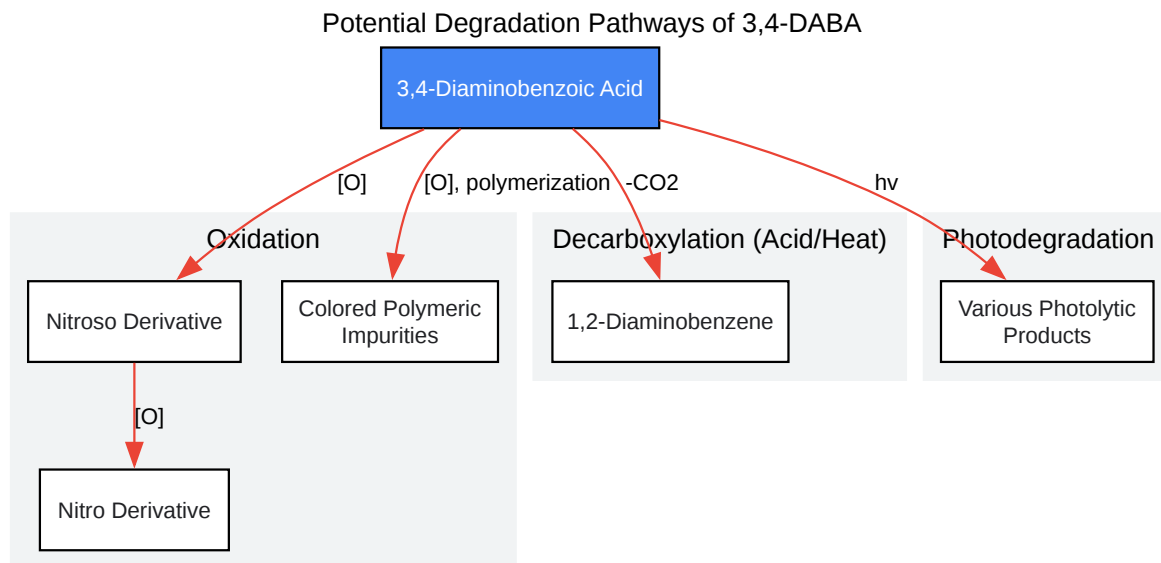 Potential Degradation Pathways of 3,4-DABA
3,4-Diaminobenzoic Acid
[O]
[O], polymerization
-CO2
hv
Oxidation
Decarboxylation (Acid/Heat)
Photodegradation
Nitroso Derivative
Colored Polymeric
Impurities
1,2-Diaminobenzene
Various Photolytic
Products
[O]
Nitro Derivative